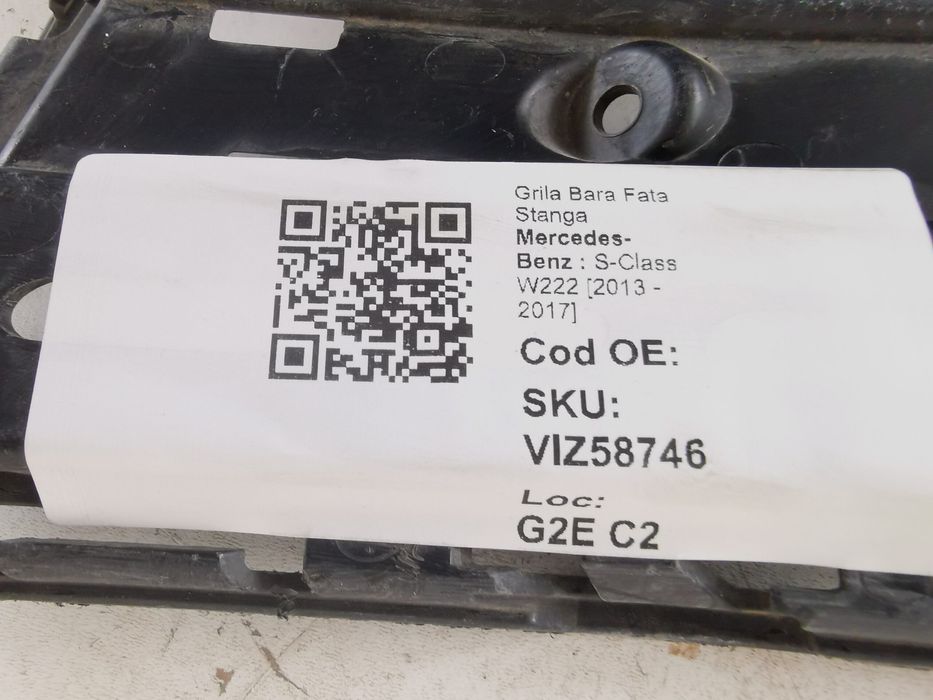 Grila Bara Fata
Stanga
Mercedes-
Benz : S-Class
W222 [2013 -
2017]
Cod OE:
SKU:
VIZ58746
Loc:
G2E C2